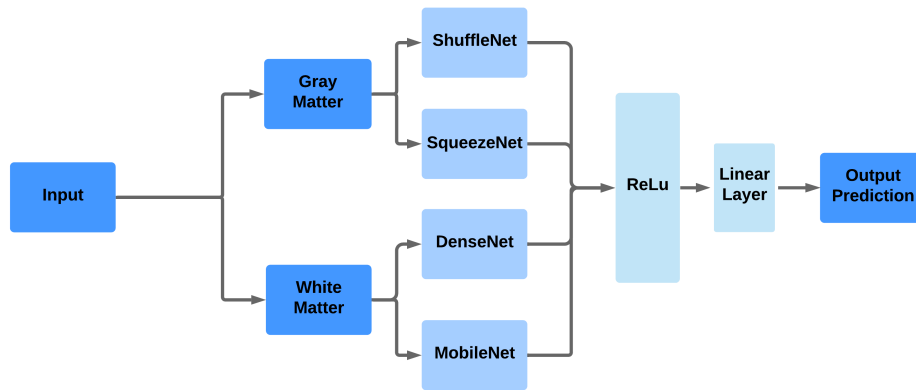 Input
Gray
Matter
White
Matter
ShuffleNet
SqueezeNet
DenseNet
MobileNet
ReLu
Linear
Layer
Output
Prediction